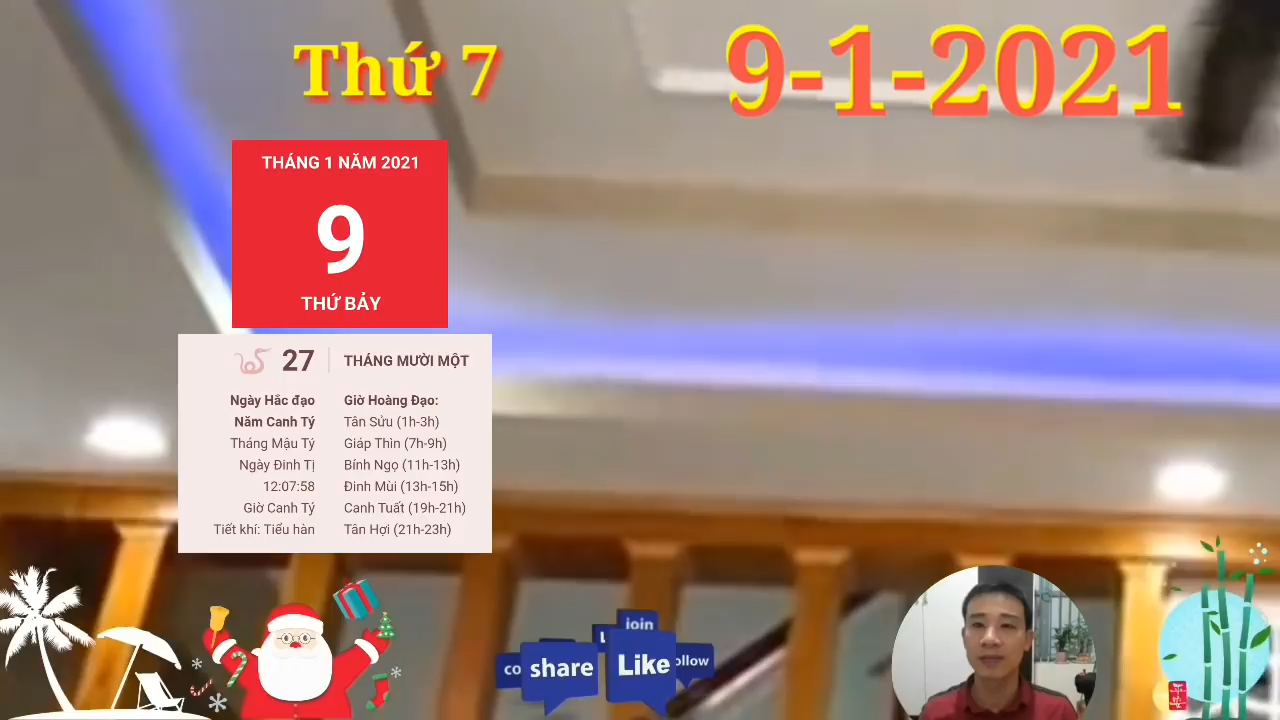 Thứ 7
9-1-2021
THÁNG 1 NĂM 2021
9
THỨ BẢY
27
THÁNG MƯỜI MỘT
Ngày Hắc đạo
Năm Canh Tý
Tháng Mậu Tý
Ngày Đinh Tị
12:07:58
Giờ Canh Tý
Tiết khí: Tiểu hàn
Giờ Hoàng Đạo:
Tân Sửu (1h-3h)
Giáp Thìn (7h-9h)
Bính Ngọ (11h-13h)
Đinh Mùi (13h-15h)
Canh Tuất (19h-21h)
Tân Hợi (21h-23h)
join
co share Like ollow